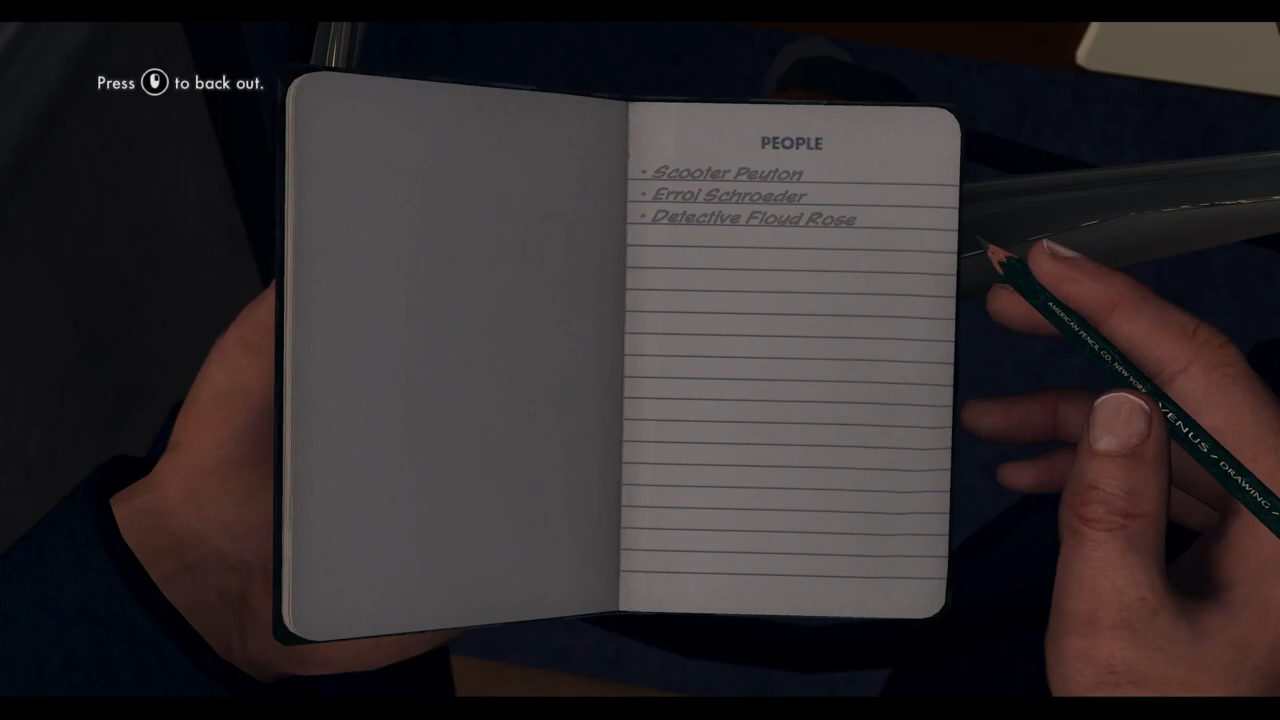 Press to back out.
PEOPLE
• Scooter Peyton
• Errol Schroeder
• Detective Floyd Rose
AMERICAN PENCIL CO. NEW YORK
VENUS / DRAWING /